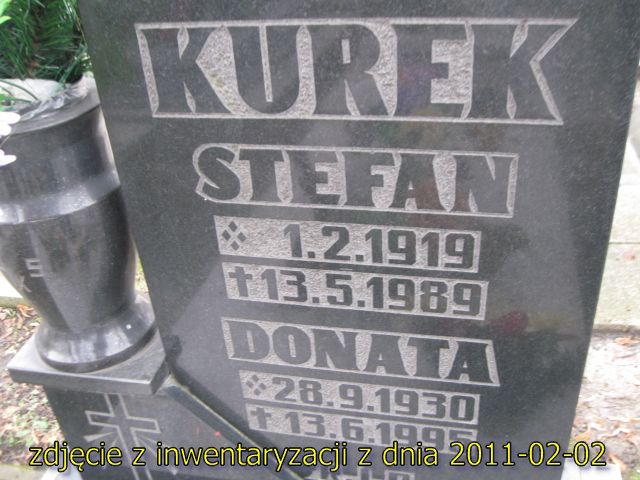 KUREK
STEFAN
1.2.1919
†13.5.1989
DONATA
28.9.1930
†13.6.1995
zdjęcie z inwentaryzacji z dnia 2011-02-02